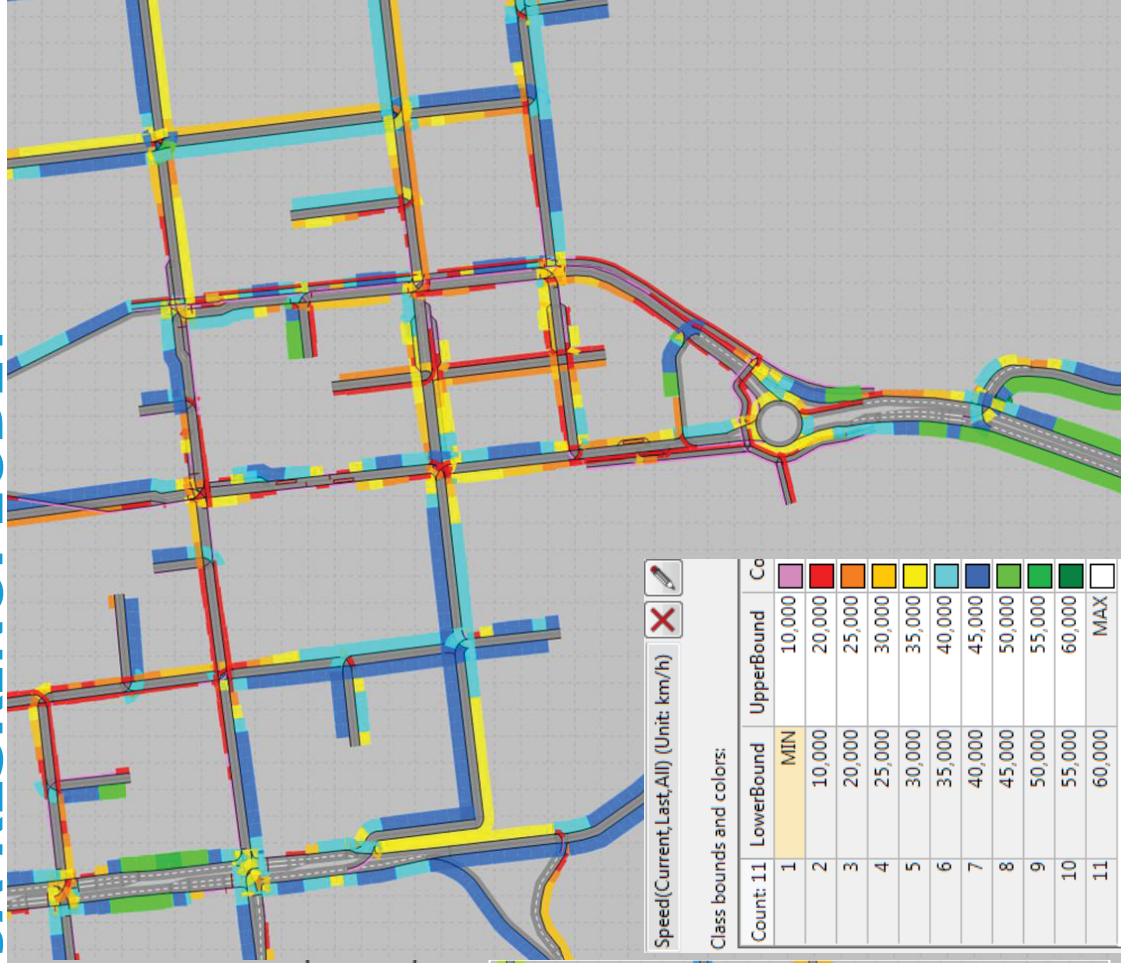 Speed(Current,Last,All) (Unit: km/h)
Class bounds and colors:
Count: 11 LowerBound UpperBound Co
1 MIN 10,000
2 10,000 20,000
3 20,000 25,000
4 25,000 30,000
5 30,000 35,000
6 35,000 40,000
7 40,000 45,000
8 45,000 50,000
9 50,000 55,000
10 55,000 60,000
11 60,000 MAX